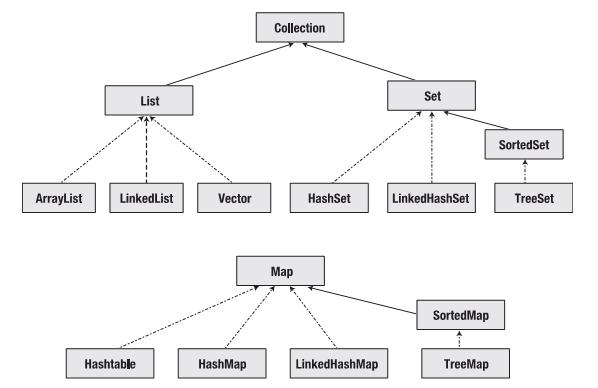 Collection
List
Set
SortedSet
ArrayList
LinkedList
Vector
HashSet
LinkedHashSet
TreeSet
Map
SortedMap
Hashtable
HashMap
LinkedHashMap
TreeMap